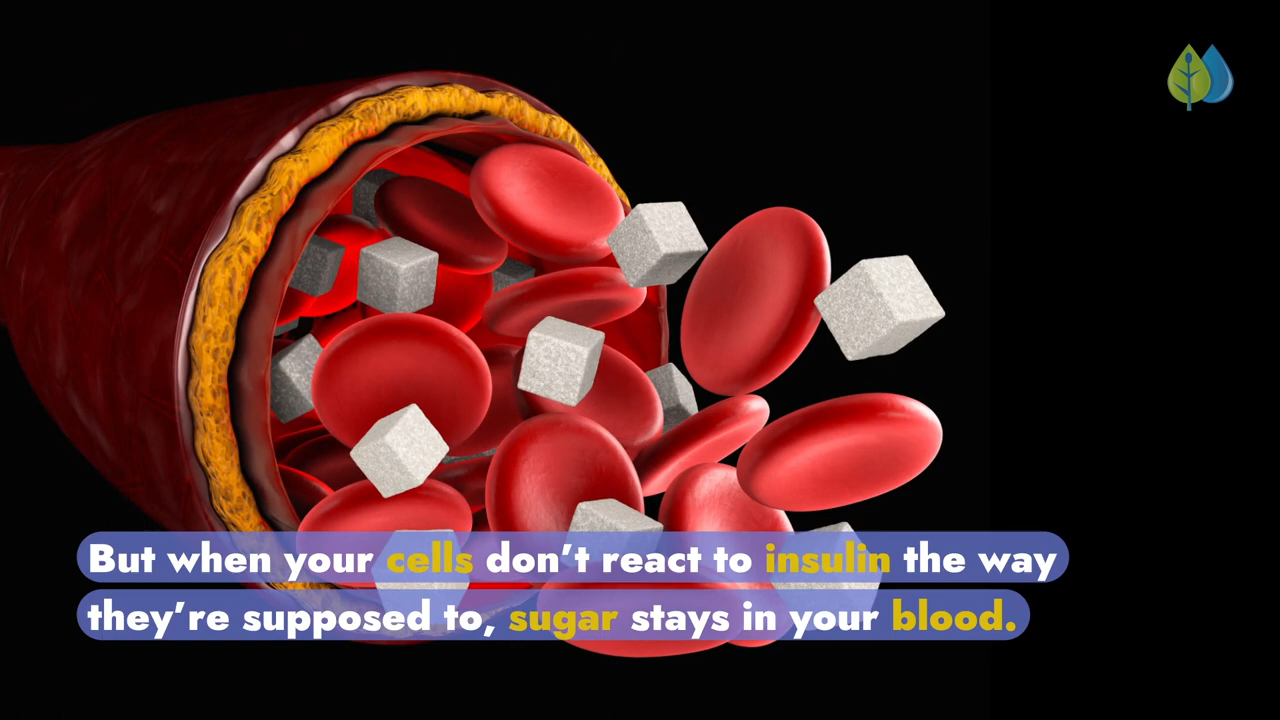 But when your cells don't react to insulin the way
they're supposed to, sugar stays in your blood.